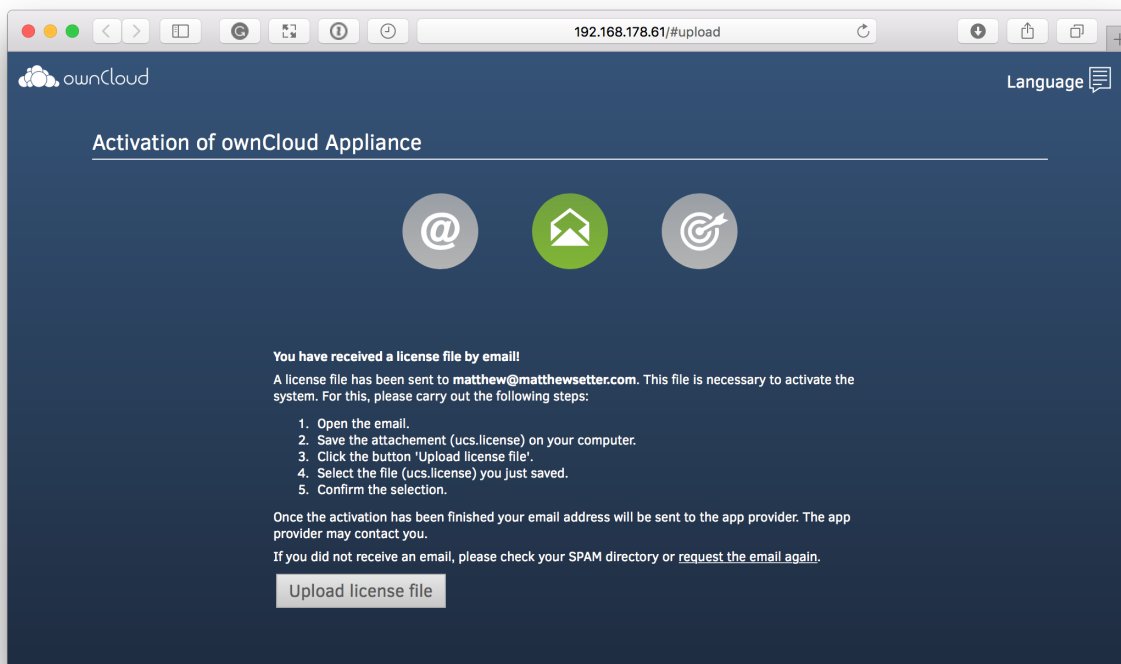 192.168.178.61/#upload
ownCloud
Language
Activation of ownCloud Appliance
@
You have received a license file by email!
A license file has been sent to matthew@matthewsetter.com. This file is necessary to activate the
system. For this, please carry out the following steps:
1. Open the email.
2. Save the attachement (ucs.license) on your computer.
3. Click the button 'Upload license file'.
4. Select the file (ucs.license) you just saved.
5. Confirm the selection.
Once the activation has been finished your email address will be sent to the app provider. The app
provider may contact you.
If you did not receive an email, please check your SPAM directory or request the email again.
Upload license file